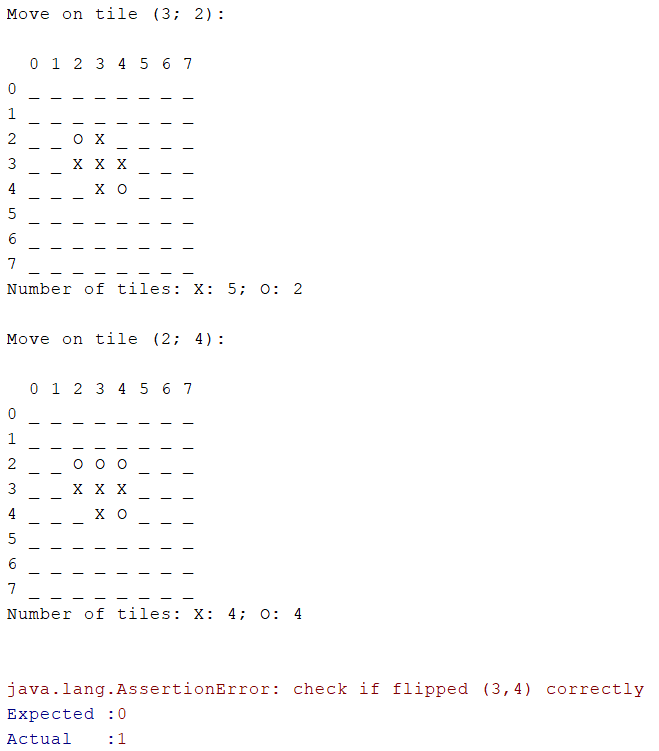 Move on tile (3; 2):
0 1 2 3 4 5 6 7
0 _ _ _ _ _ _ _ _
1 _ _ _ _ _ _ _ _
2 _ _ O X _ _ _ _
3 _ _ X X X _ _ _
4 _ _ _ X O _ _ _
5 _ _ _ _ _ _ _ _
6 _ _ _ _ _ _ _ _
7 _ _ _ _ _ _ _ _
Number of tiles: X: 5; O: 2
Move on tile (2; 4):
0 1 2 3 4 5 6 7
0 _ _ _ _ _ _ _ _
1 _ _ _ _ _ _ _ _
2 _ _ O O O _ _ _
3 _ _ X X X _ _ _
4 _ _ _ X O _ _ _
5 _ _ _ _ _ _ _ _
6 _ _ _ _ _ _ _ _
7 _ _ _ _ _ _ _ _
Number of tiles: X: 4; O: 4
java.lang.AssertionError: check if flipped (3,4) correctly
Expected :0
Actual   :1